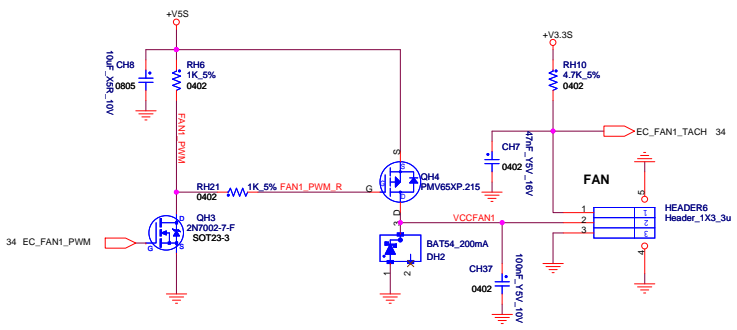 +V5S
+V3.3S
10uF_X5R_10V
CH8
0805
RH6
1K_5%
0402
RH10
4.7K_5%
0402
FAN1_PWM
EC_FAN1_TACH 34
CH7
0402
47nF_Y5V_16V
S
QH4
PMV65XP.215
G
FAN
RH21
0402
1K_5%
FAN1_PWM_R
5
HEADER6
Header_1X3_3u
1
2
3
1
2
3
4
D
3
VCCFAN1
QH3
2N7002-7-F
SOT23-3
D
G
S
34 EC_FAN1_PWM
BAT54_200mA
DH2
1
2
CH37
0402
100nF_Y5V_10V